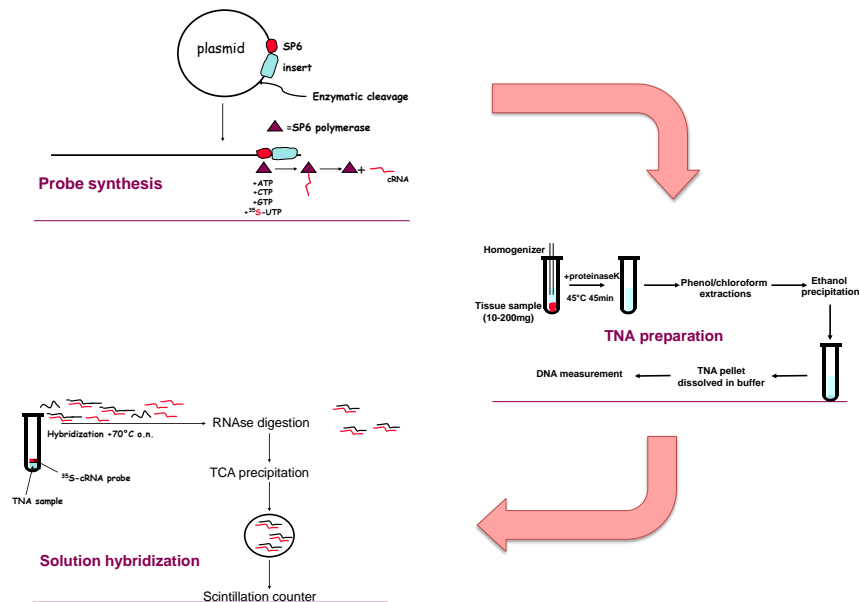 plasmid
SP6
insert
Enzymatic cleavage
=SP6 polymerase
+ cRNA
+ATP
+CTP
+GTP
+³⁵S-UTP
Probe synthesis
Homogenizer
+proteinaseK
45°C 45min
Tissue sample
(10-200mg)
Phenol/chloroform
extractions
Ethanol
precipitation
TNA preparation
DNA measurement
TNA pellet
dissolved in buffer
Hybridization +70°C o.n.
RNAse digestion
³⁵S-cRNA probe
TNA sample
TCA precipitation
Solution hybridization
Scintillation counter